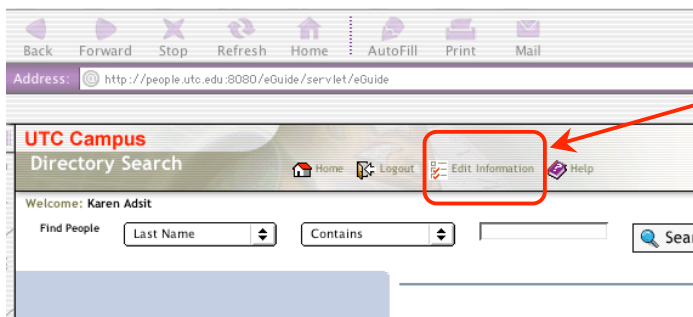 Back Forward Stop Refresh Home AutoFill Print Mail
Address: @ http://people.utc.edu:8080/eGuide/servlet/eGuide
UTC Campus
Directory Search
Home Logout Edit Information Help
Welcome: Karen Adsit
Find People Last Name Contains